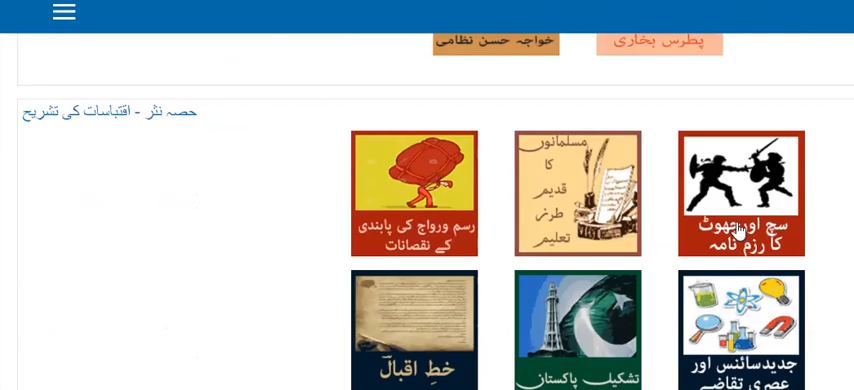 پطرس بخاری
خواجہ حسن نظامی
حصہ نثر - اقتباسات کی تشریح
سچ اور جھوٹ
کا رزم نامہ
مسلمانوں
کا
قدیم
طرز
تعلیم
رسم ورواج کی پابندی
کے نقصانات
جدیدسائنس اور
عصری تقاضے
تشکیل پاکستان
خطِ اقبالؒ